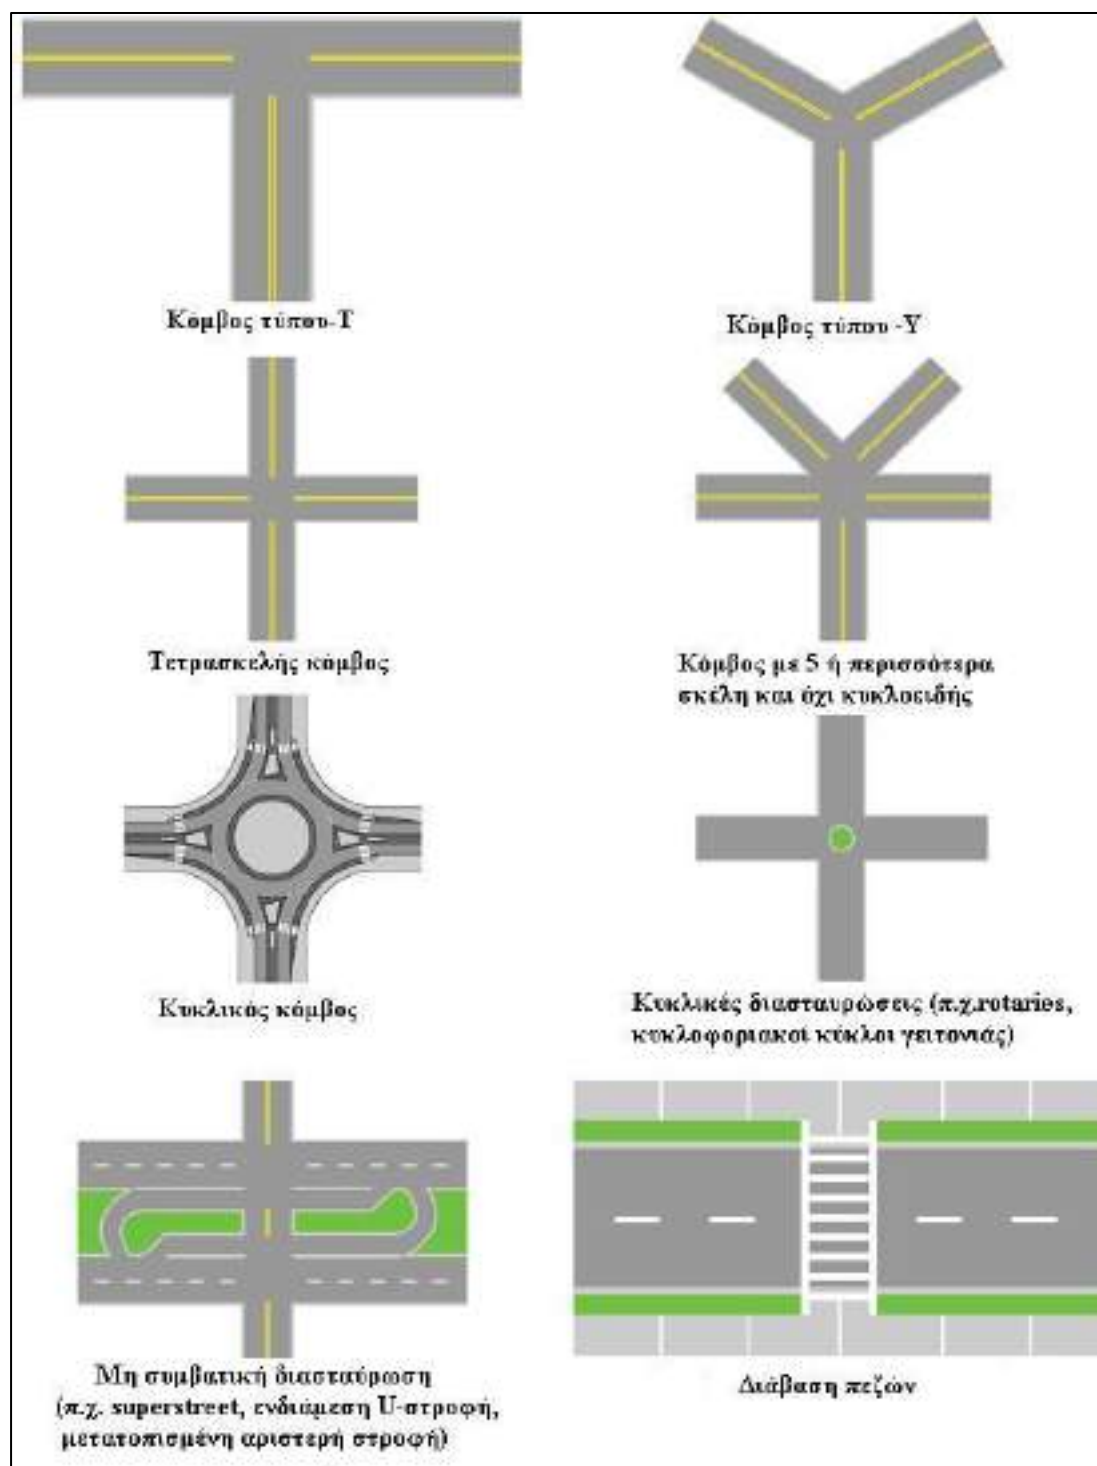 Κόμβος τύπου-Τ
Κόμβος τύπου -Υ
Τετρασκελής κόμβος
Κόμβος με 5 ή περισσότερα
σκέλη και όχι κυκλοειδής
Κυκλικός κόμβος
Κυκλικές διασταυρώσεις (π.χ.rotaries,
κυκλοφοριακοί κύκλοι γειτονιάς)
Μη συμβατική διασταύρωση
(π.χ. superstreet, ενδιάμεση U-στροφή,
μετατοπισμένη αριστερή στροφή)
Διάβαση πεζών